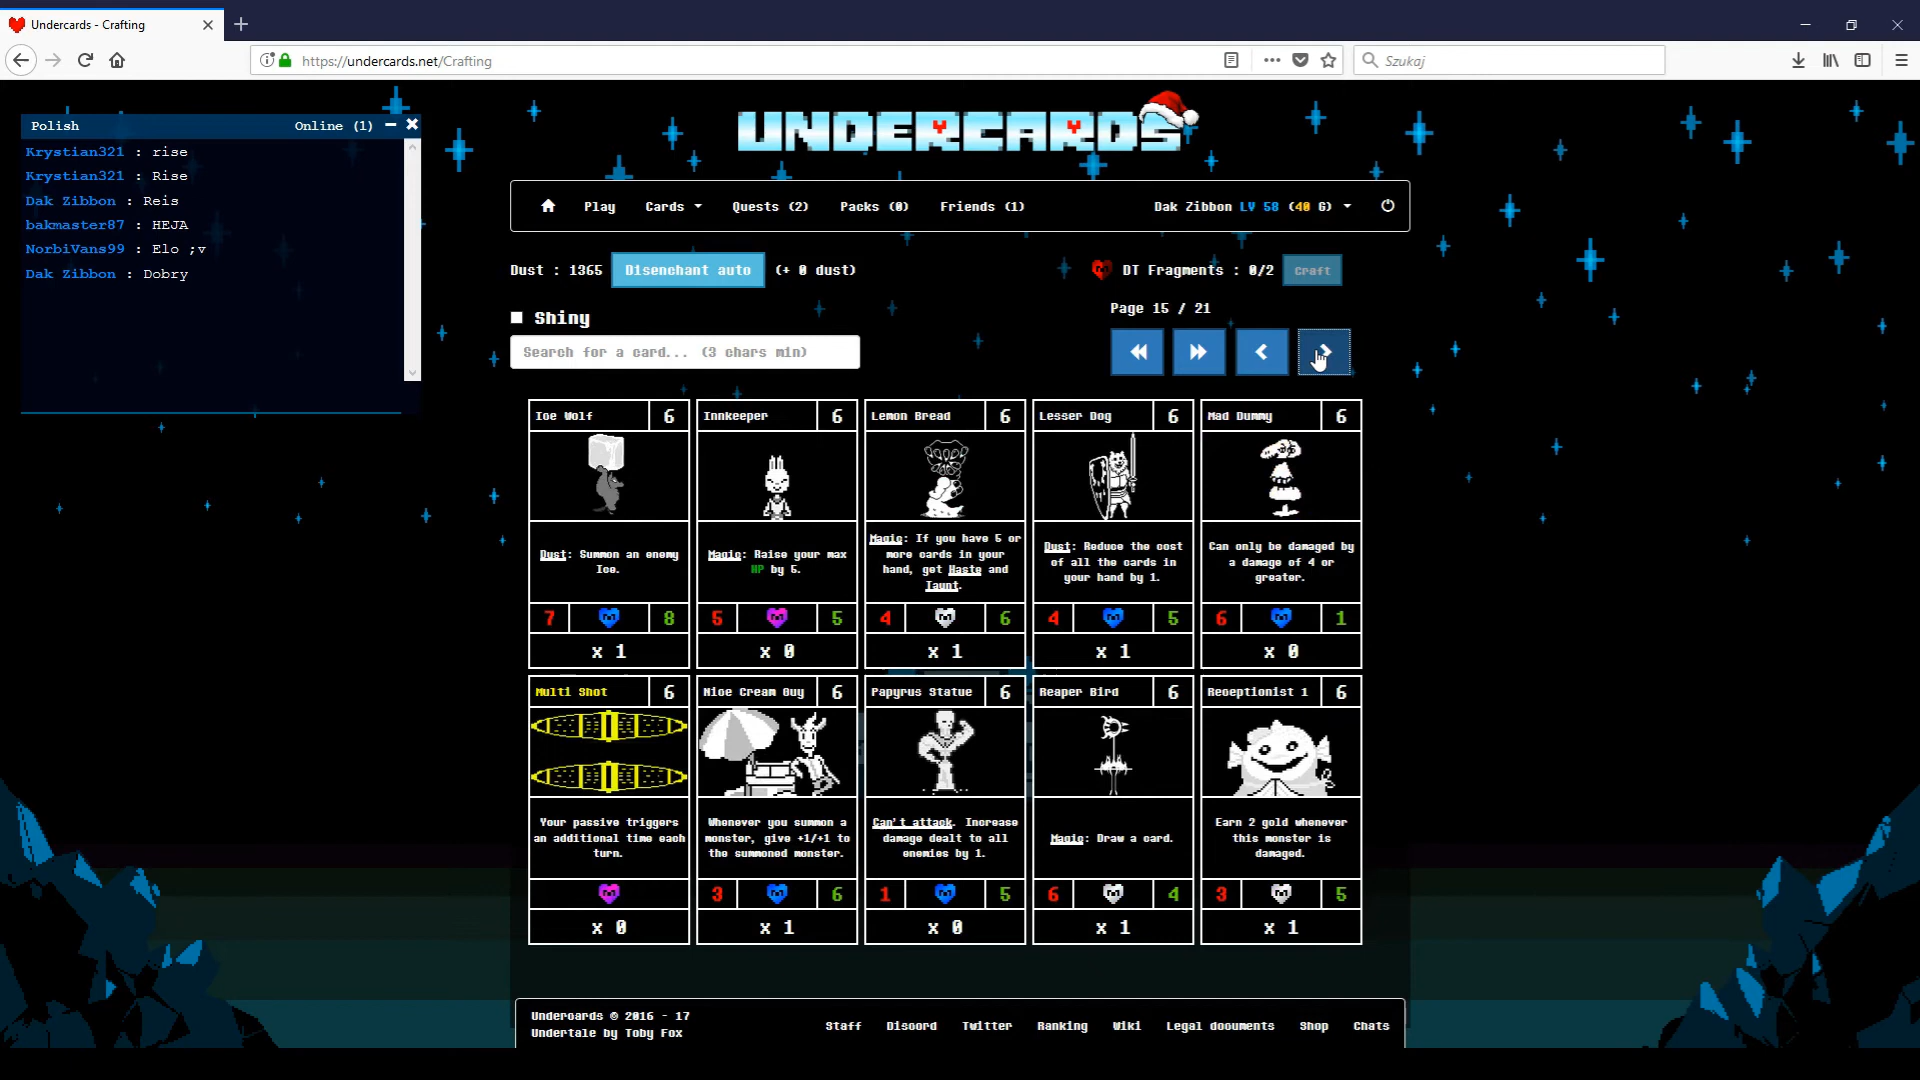 Undercards - Crafting
https://undercards.net/Crafting
Szukaj
UNDERCARDS
Polish Online (1)
Krystian321 : rise
Krystian321 : Rise
Dak Zibbon : Reis
bakmaster87 : HEJA
NorbiVans99 : Elo ;v
Dak Zibbon : Dobry
Play Cards Quests (2) Packs (0) Friends (1) Dak Zibbon LV 58 (40 G)
Dust : 1365 Disenchant auto (+ 0 dust) DT Fragments : 0/2 Craft
Page 15 / 21
Shiny
Search for a card... (3 chars min)
Ice Wolf 6
Dust: Summon an enemy
Ice.
7 8
x 1
Innkeeper 6
Magic: Raise your max
HP by 5.
5 5
x 0
Lemon Bread 6
Magic: If you have 5 or
more cards in your
hand, get Haste and
Taunt.
4 6
x 1
Lesser Dog 6
Dust: Reduce the cost
of all the cards in
your hand by 1.
4 5
x 1
Mad Dummy 6
Can only be damaged by
a damage of 4 or
greater.
6 1
x 0
Multi Shot 6
Your passive triggers
an additional time each
turn.
x 0
Nice Cream Guy 6
Whenever you summon a
monster, give +1/+1 to
the summoned monster.
3 6
x 1
Papyrus Statue 6
Can't attack. Increase
damage dealt to all
enemies by 1.
1 5
x 0
Reaper Bird 6
Magic: Draw a card.
6 4
x 1
Receptionist 1 6
Earn 2 gold whenever
this monster is
damaged.
3 5
x 1
Undercards © 2016 - 17
Undertale by Toby Fox
Staff Discord Twitter Ranking Wiki Legal documents Shop Chats